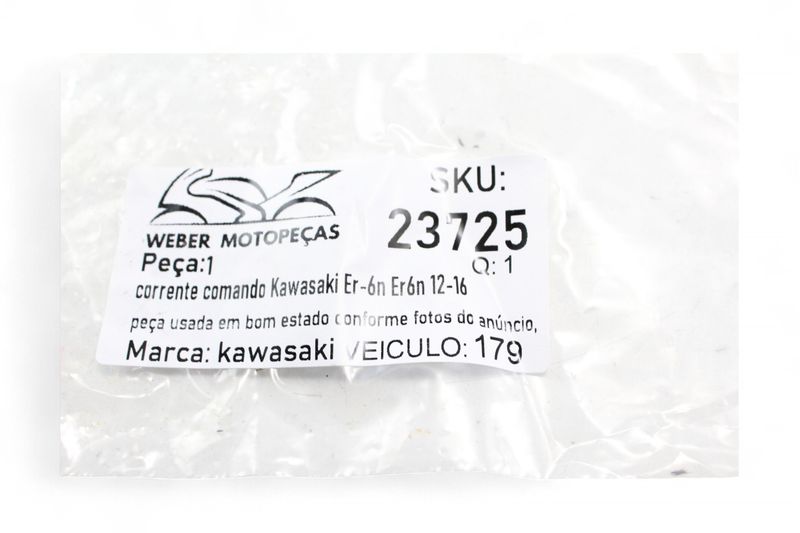 WEBER MOTOPEÇAS
SKU:
23725
Peça:1
Q: 1
corrente comando Kawasaki Er-6n Er6n 12-16
peça usada em bom estado conforme fotos do anúncio,
Marca: kawasaki VEICULO: 179